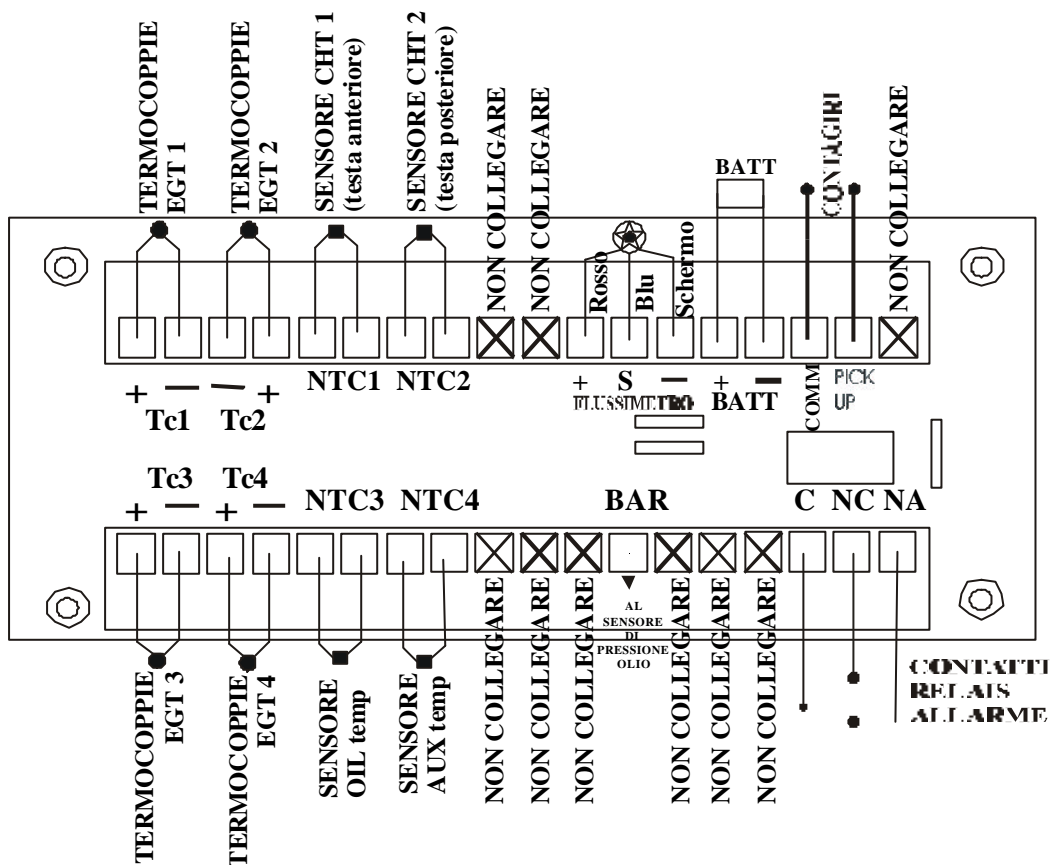 TERMOCOPPIE
EGT 1
TERMOCOPPIE
EGT 2
SENSORE CHT 1
(testa anteriore)
SENSORE CHT 2
(testa posteriore)
NON COLLEGARE
NON COLLEGARE
Rosso
Blu
Schermo
BATT
CONTAGIRI
NON COLLEGARE
+ — — +
Tc1 Tc2
NTC1 NTC2
+ S — + —
FLUSSIMETRO BATT
COMM
PICK
UP
Tc3 Tc4
+ — + —
NTC3 NTC4
BAR
C NC NA
TERMOCOPPIE
EGT 3
TERMOCOPPIE
EGT 4
SENSORE
OIL temp
SENSORE
AUX temp
NON COLLEGARE
NON COLLEGARE
NON COLLEGARE
AL
SENSORE
DI
PRESSIONE
OLIO
NON COLLEGARE
NON COLLEGARE
NON COLLEGARE
CONTATTI
RELAIS
ALLARME